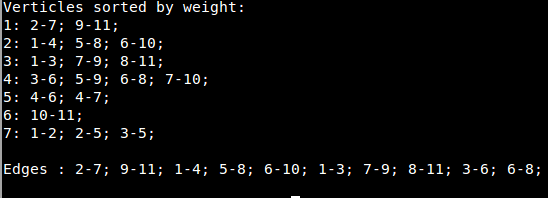 Verticles sorted by weight:
1: 2-7; 9-11;
2: 1-4; 5-8; 6-10;
3: 1-3; 7-9; 8-11;
4: 3-6; 5-9; 6-8; 7-10;
5: 4-6; 4-7;
6: 10-11;
7: 1-2; 2-5; 3-5;
Edges : 2-7; 9-11; 1-4; 5-8; 6-10; 1-3; 7-9; 8-11; 3-6; 6-8;